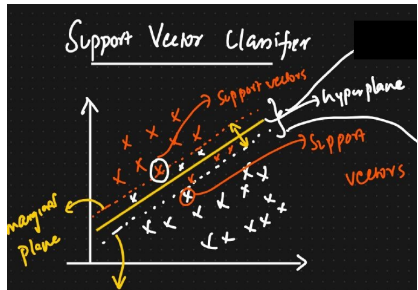 Support Vector Classifier
Support vectors
hyperplane
Support
vectors
marginal
plane